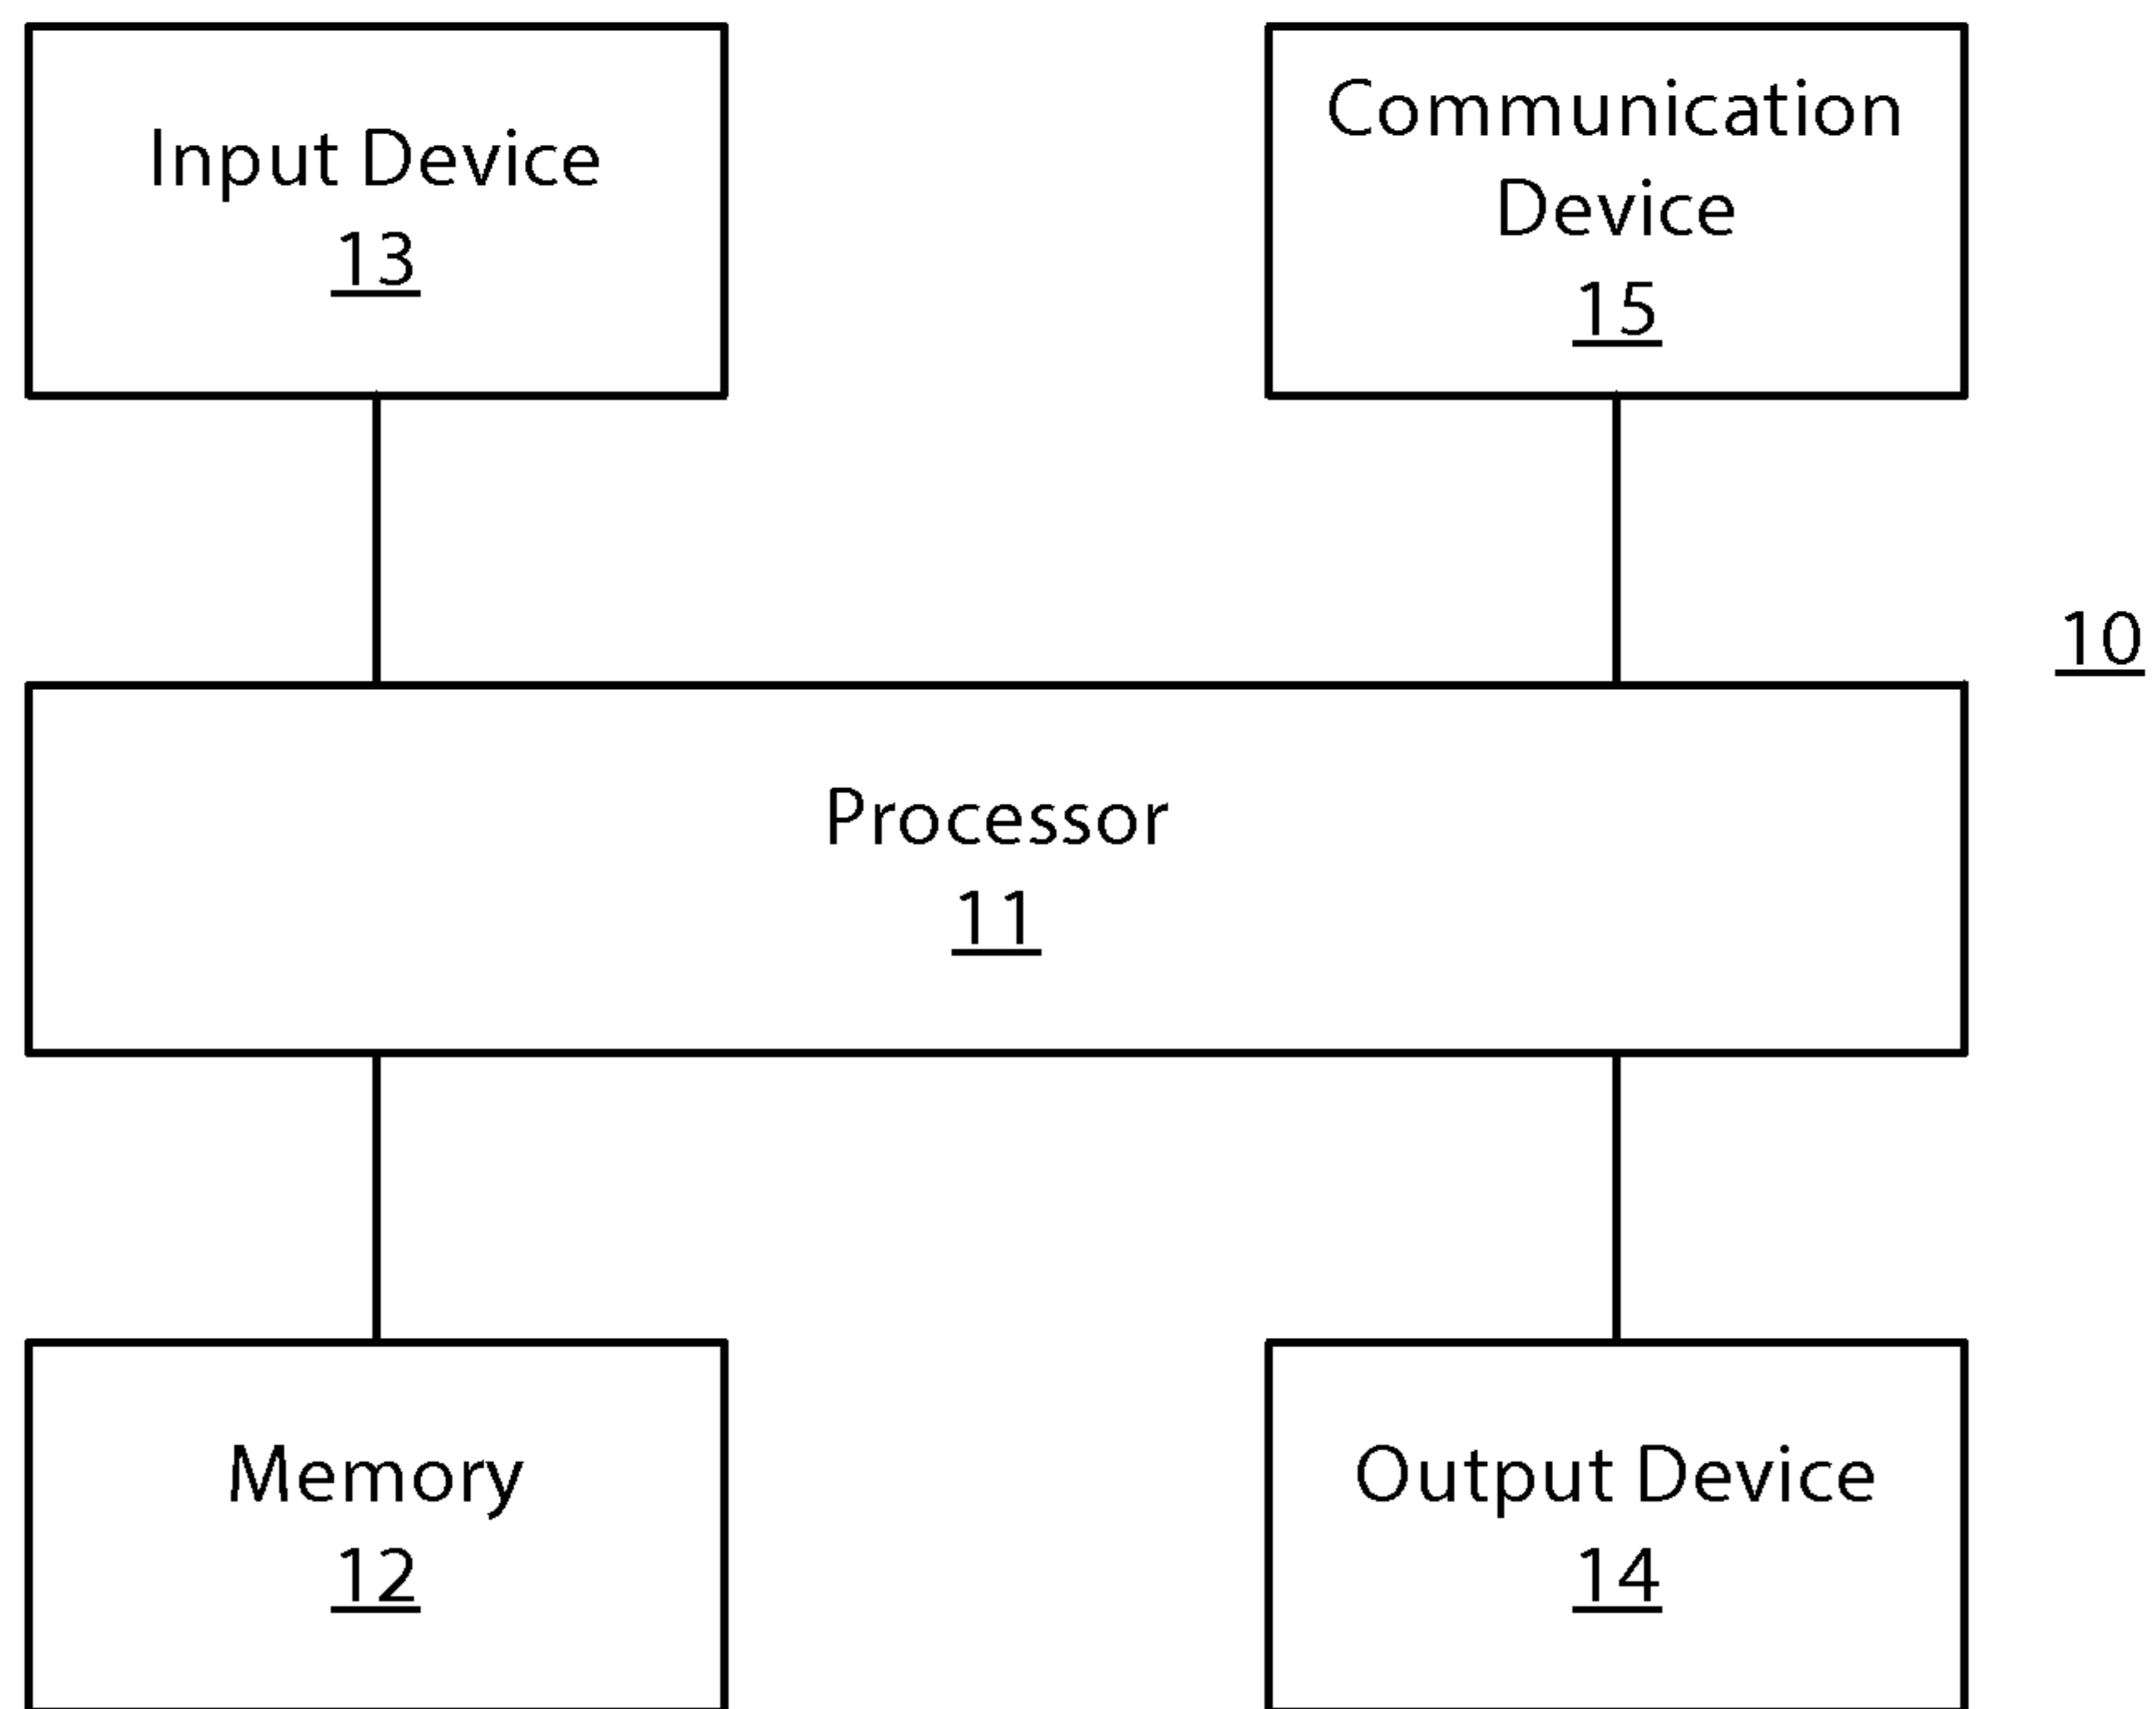 Input Device
13
Communication
Device
15
10
Processor
11
Memory
12
Output Device
14